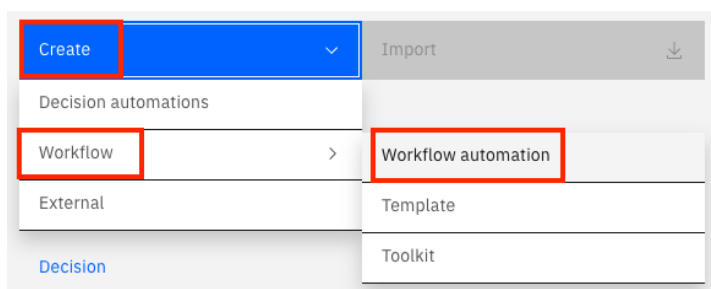 Create
Import
Decision automations
Workflow
Workflow automation
External
Template
Decision
Toolkit